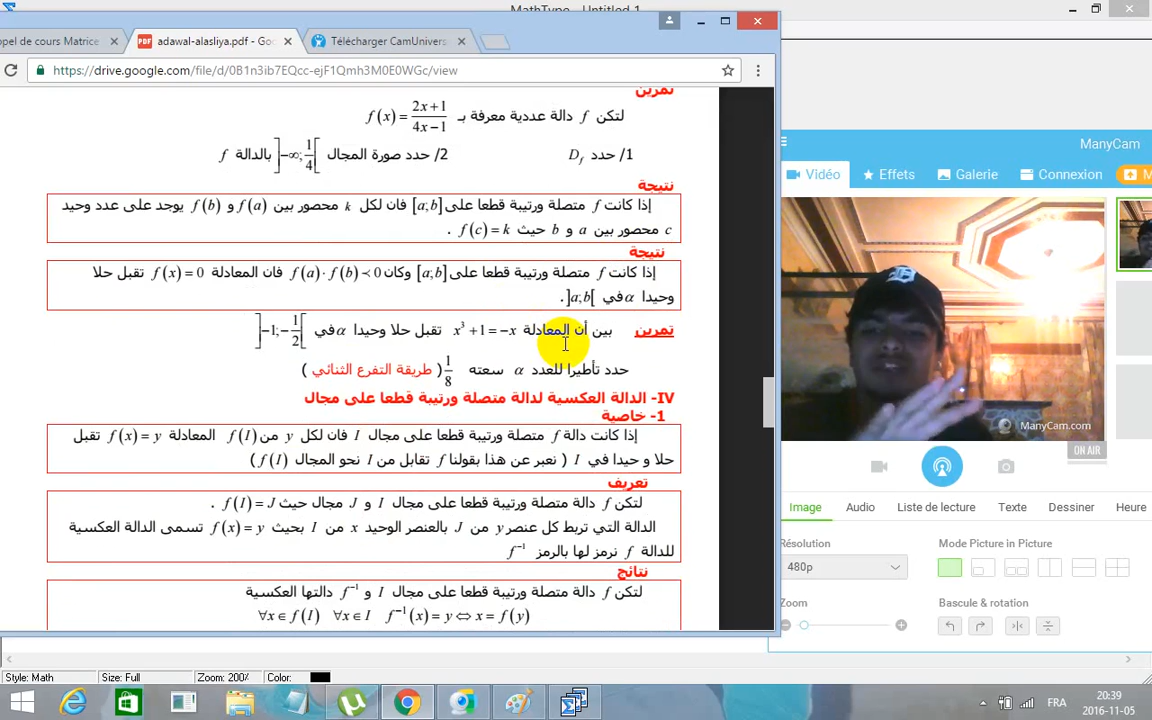 MathType - Untitled 1
ppel de cours Matrice
adawal-alasliya.pdf - Goo
Télécharger CamUnivers
https://drive.google.com/file/d/0B1n3ib7EQcc-ejF1Qmh3M0E0WGc/view
تمرين
لتكن f دالة عددية معرفة بـ f(x) = (2x+1)/(4x−1)
1/ حدد D_f 2/ حدد صورة المجال ]−∞;1/4[ بالدالة f
نتيجة
إذا كانت f متصلة ورتيبة قطعا على [a;b] فان لكل k محصور بين f(a) و f(b) يوجد على عدد وحيد
c محصور بين a و b حيث f(c)=k .
نتيجة
إذا كانت f متصلة ورتيبة قطعا على [a;b] وكان f(a)·f(b)≺0 فان المعادلة f(x)=0 تقبل حلا
وحيدا α في ]a;b[ .
تمرين بين أن المعادلة x³+1=−x تقبل حلا وحيدا α في ]−1;−1/2[
حدد تأطيرا للعدد α سعته 1/8 (طريقة التفرع الثنائي )
IV- الدالة العكسية لدالة متصلة ورتيبة قطعا على مجال
1- خاصية
إذا كانت دالة f متصلة ورتيبة قطعا على مجال I فان لكل y من f(I) المعادلة f(x)=y تقبل
حلا و حيدا في I ( نعبر عن هذا بقولنا f تقابل من I نحو المجال f(I) )
تعريف
لتكن f دالة متصلة ورتيبة قطعا على مجال I و J مجال حيث f(I)=J .
الدالة التي تربط كل عنصر y من J بالعنصر الوحيد x من I بحيث f(x)=y تسمى الدالة العكسية
للدالة f نرمز لها بالرمز f⁻¹
نتائج
لتكن f دالة متصلة ورتيبة قطعا على مجال I و f⁻¹ دالتها العكسية
∀x∈f(I) ∀x∈I f⁻¹(x)=y⇔x=f(y)
ManyCam
Vidéo Effets Galerie Connexion M
ManyCam.com
ON AIR
Image Audio Liste de lecture Texte Dessiner
Résolution Mode Picture in Picture
480p
Zoom Bascule & rotation
Style: Math Size: Full Zoom: 200% Color:
FRA
20:39
2016-11-05